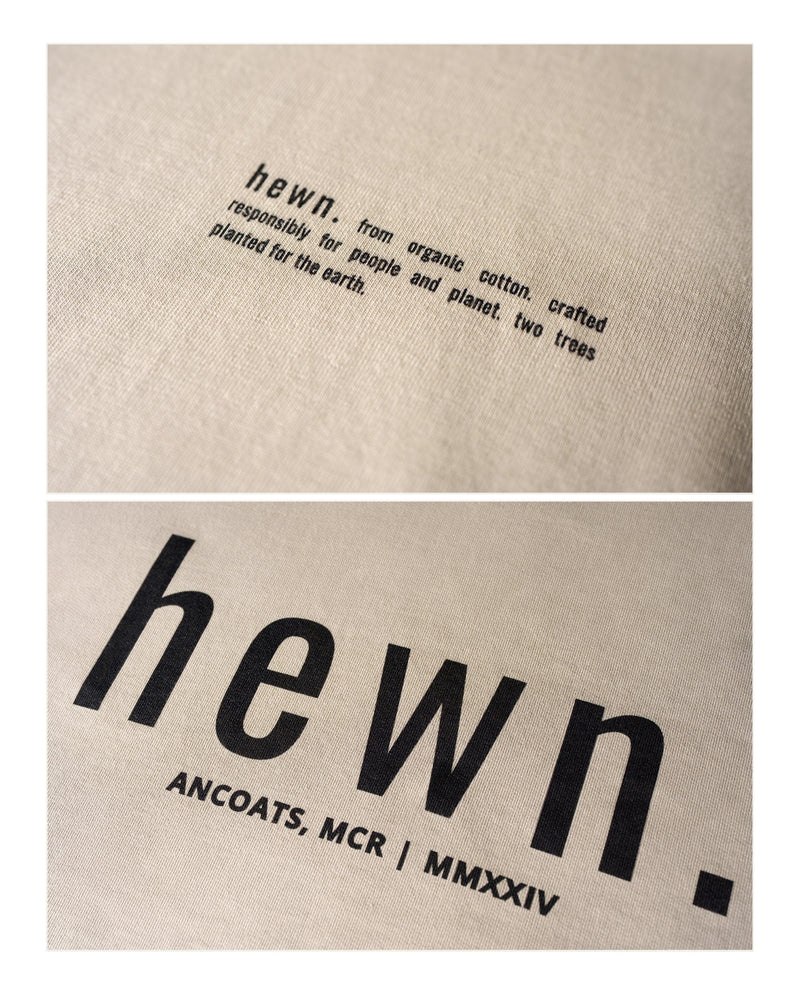 hewn. from organic cotton. crafted
responsibly for people and planet. two trees
planted for the earth.
hewn.
ANCOATS, MCR | MMXXIV